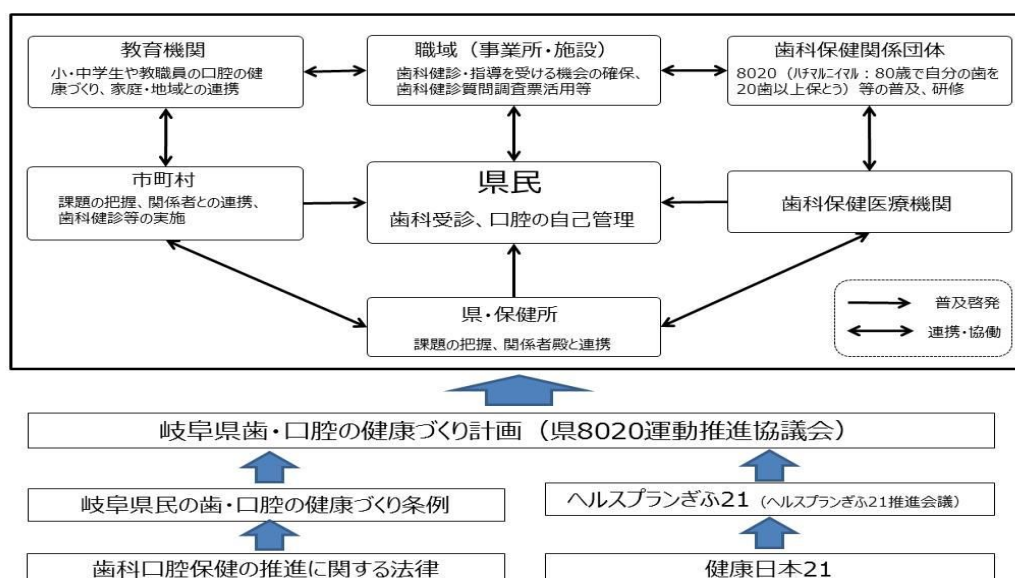 教育機関
小・中学生や教職員の口腔の健
康づくり、家庭・地域との連携
職域（事業所・施設）
歯科健診・指導を受ける機会の確保、
歯科健診質問調査票活用等
歯科保健関係団体
8020（ﾊﾁﾏﾙﾆｲﾏﾙ：80歳で自分の歯を
20歯以上保とう）等の普及、研修
市町村
課題の把握、関係者との連携、
歯科健診等の実施
県民
歯科受診、口腔の自己管理
歯科保健医療機関
県・保健所
課題の把握、関係者殿と連携
普及啓発
連携・協働
岐阜県歯・口腔の健康づくり計画（県8020運動推進協議会）
岐阜県民の歯・口腔の健康づくり条例
ヘルスプランぎふ21（ヘルスプランぎふ21推進会議）
歯科口腔保健の推進に関する法律
健康日本21